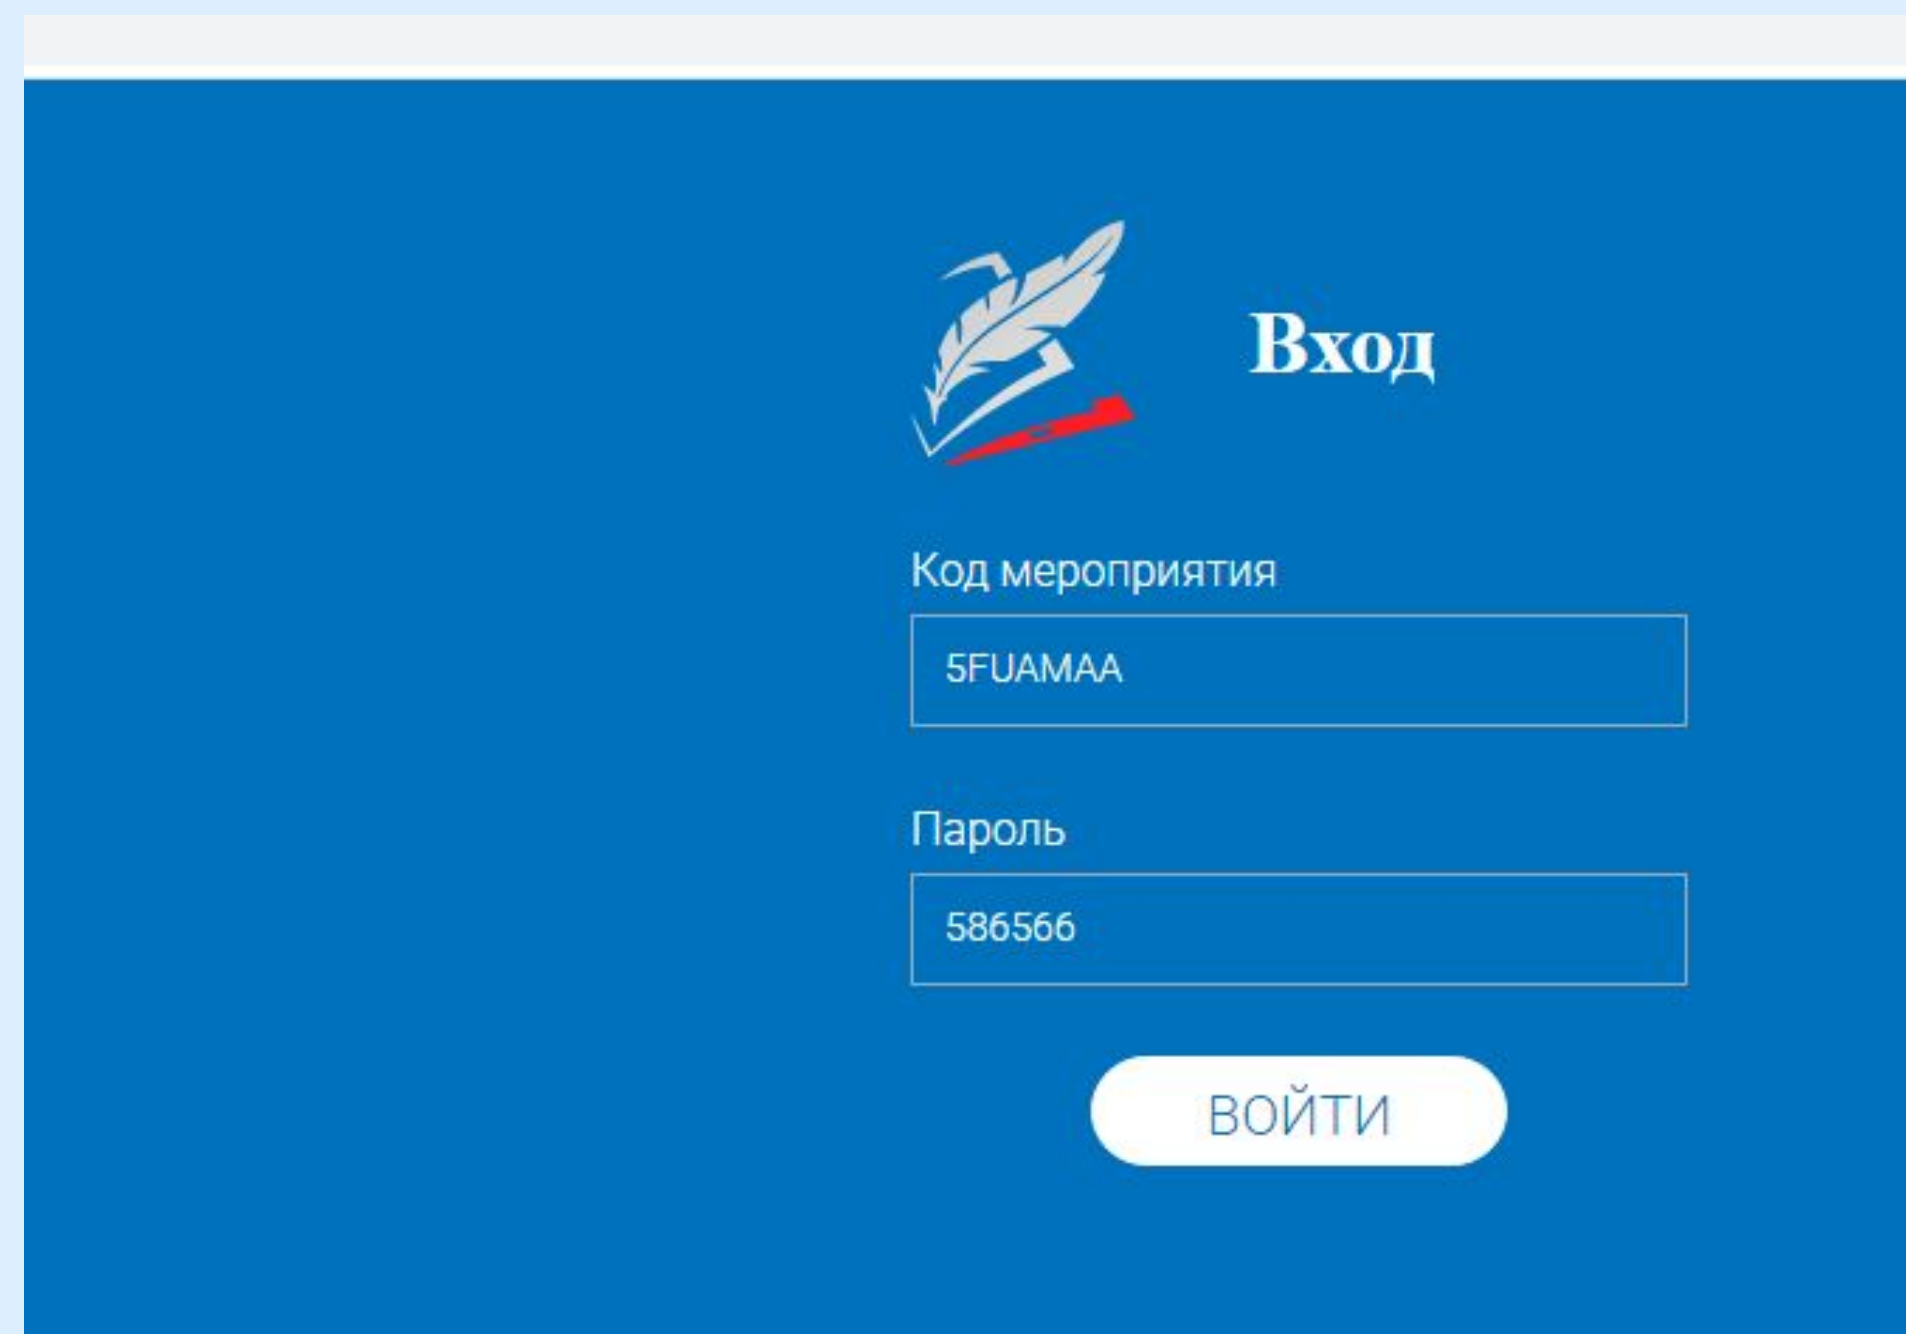 Вход
Код мероприятия
5FUAMAA
Пароль
586566
ВОЙТИ